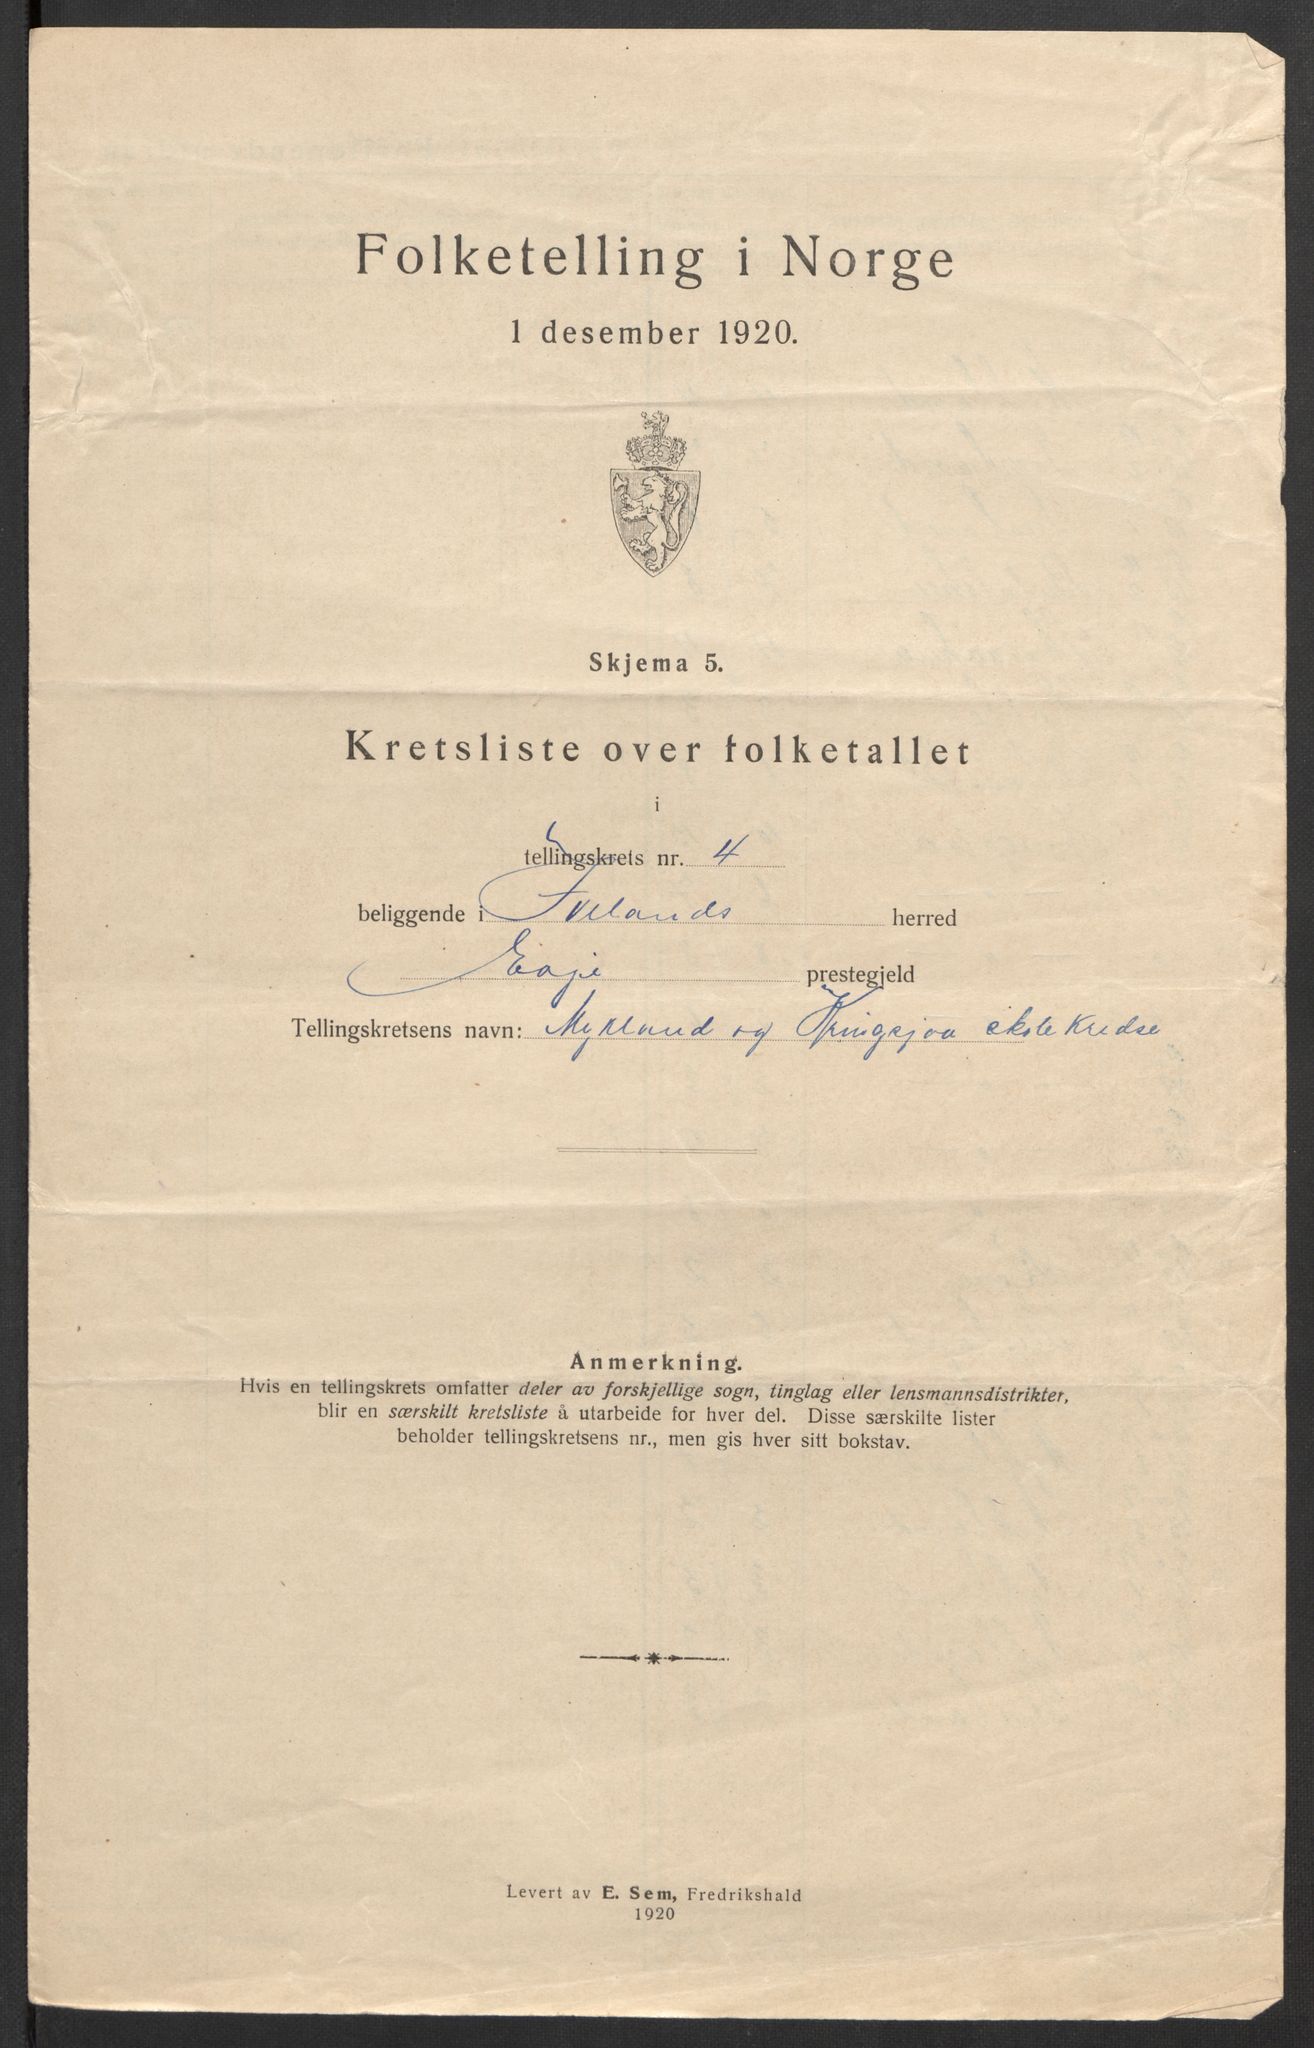 Folketelling i Norge
1 desember 1920.
Skjema 5.
Kretsliste over folketallet
i
tellingskrets nr. 4
beliggende i Ivelands herred
Evje prestegjeld
Tellingskretsens navn: Mykland og Kringsjaa skole Kredse
Anmerkning.
Hvis en tellingskrets omfatter deler av forskjellige sogn, tinglag eller lensmannsdistrikter,
blir en særskilt kretsliste å utarbeide for hver del. Disse særskilte lister
beholder tellingskretsens nr., men gis hver sitt bokstav.
Levert av E. Sem, Fredrikshald
1920